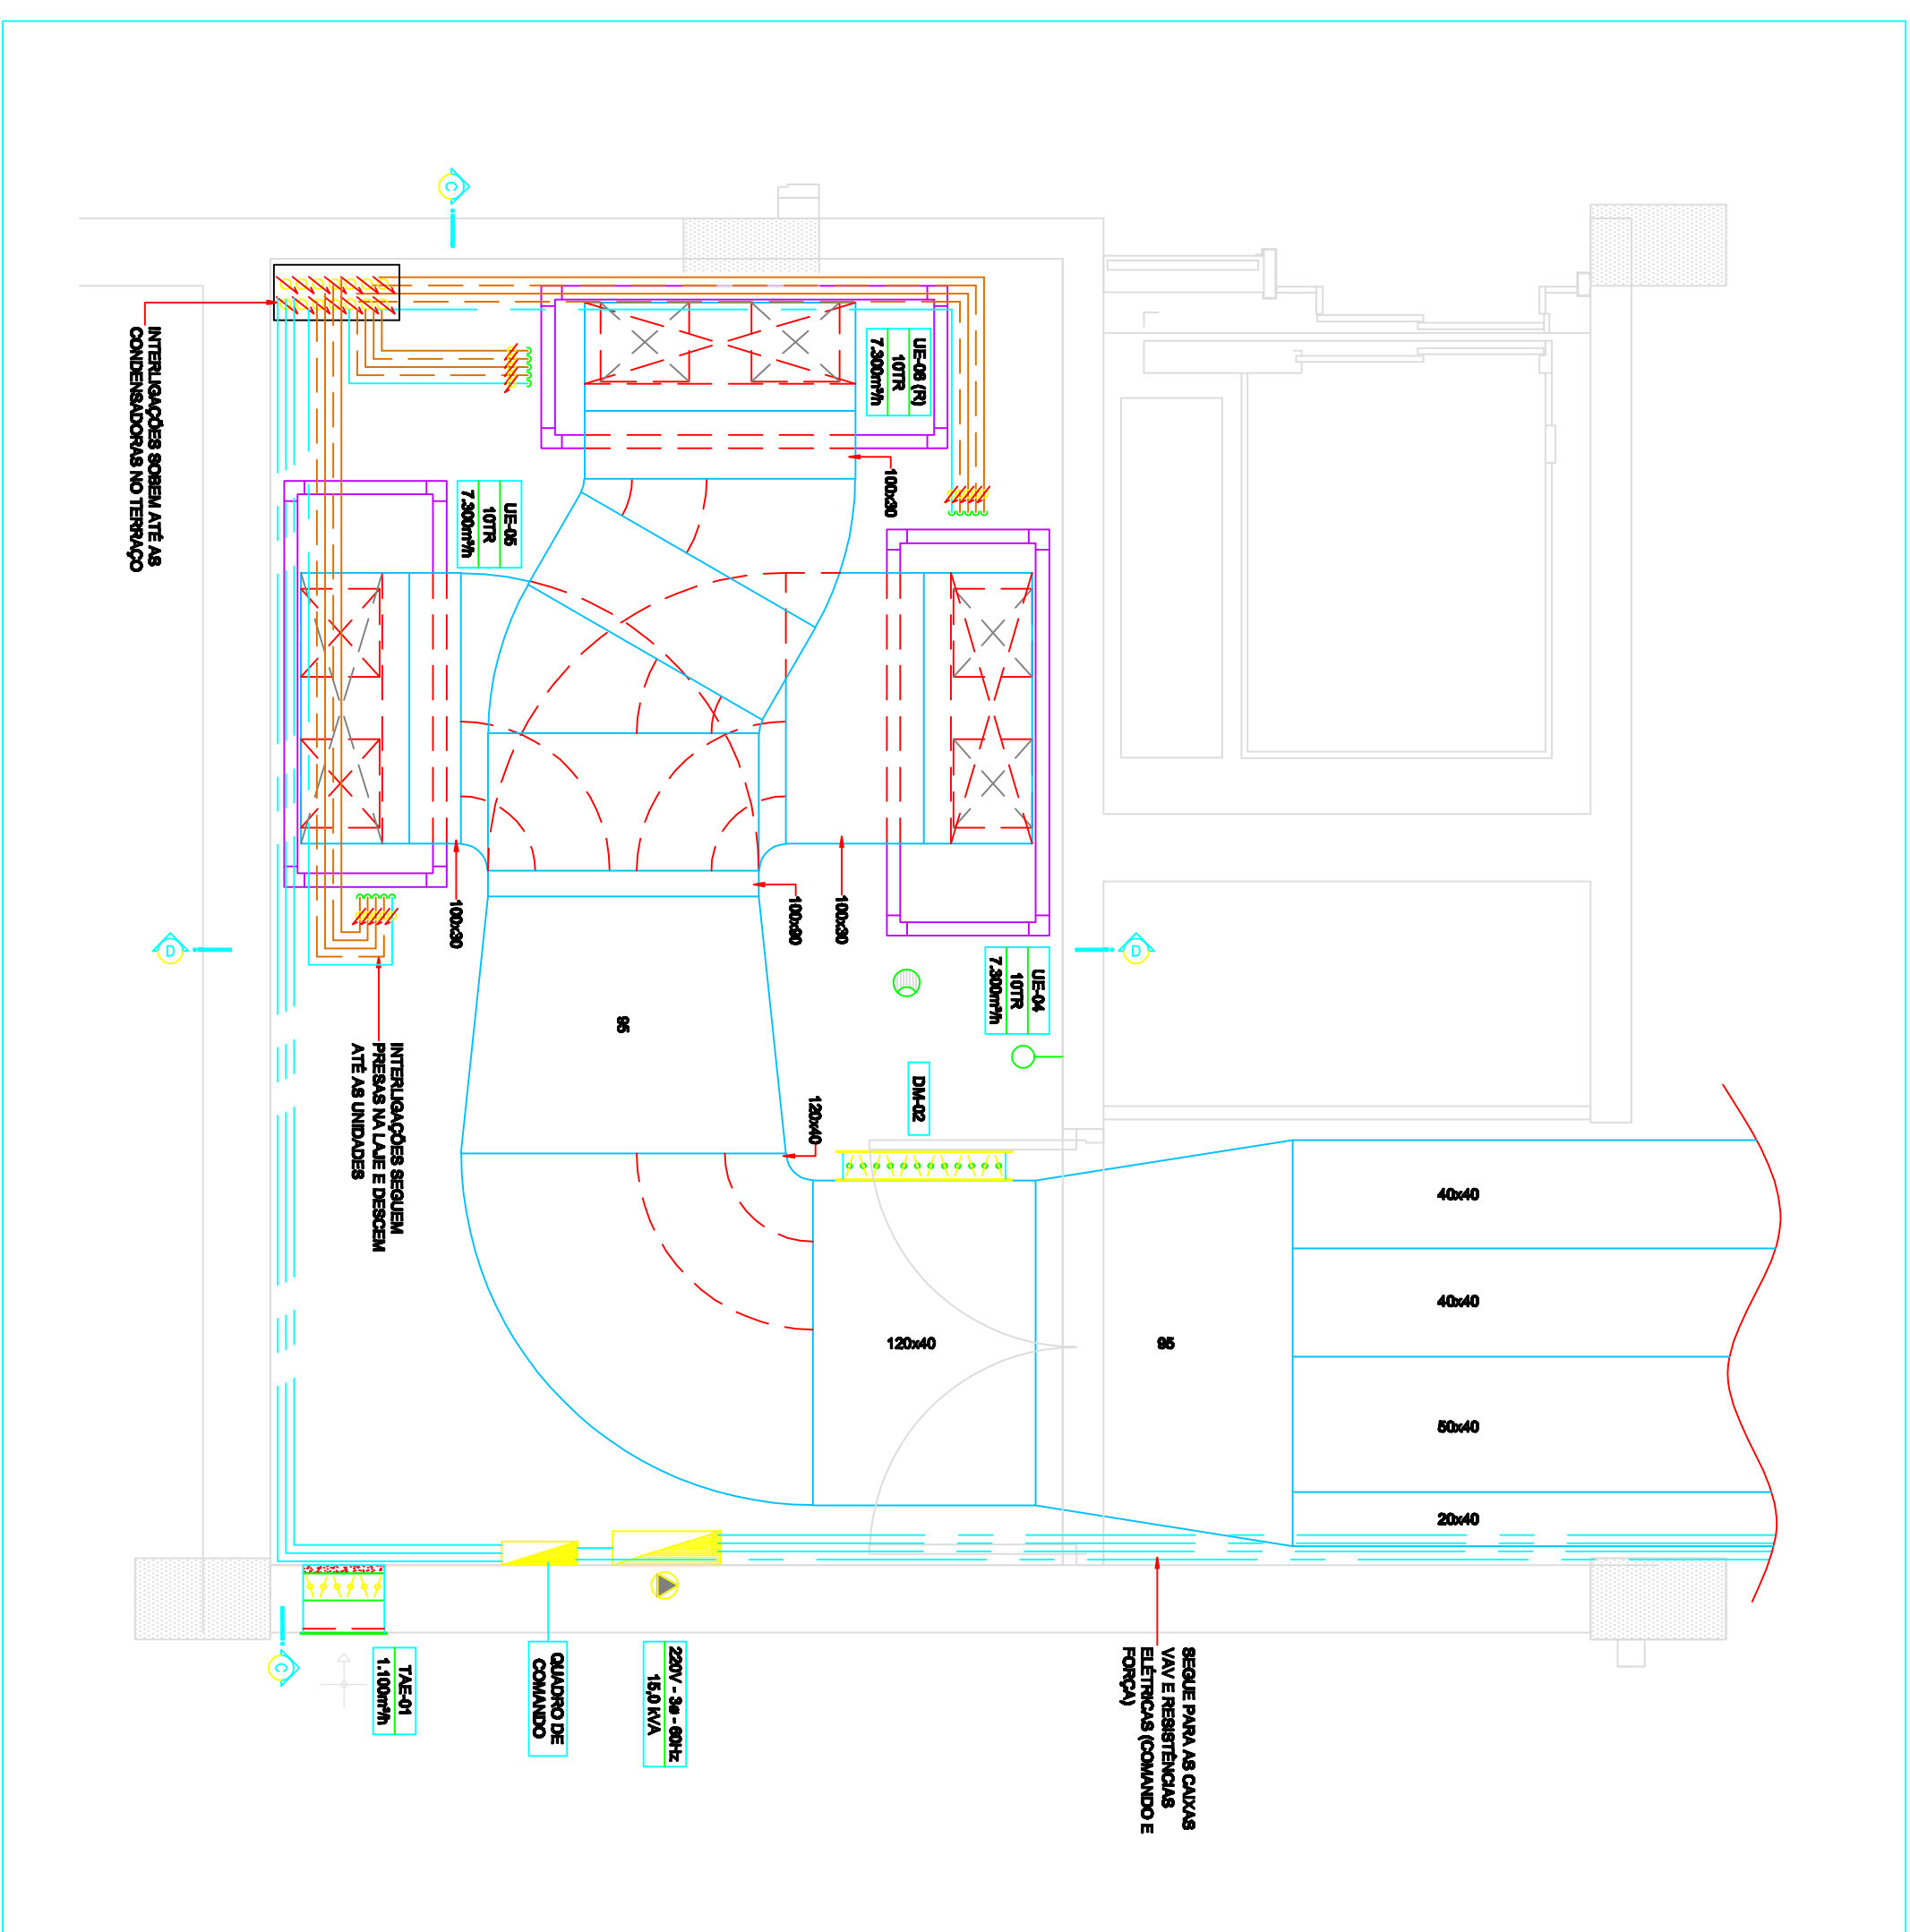 C
INTERLIGAÇÕES SOBEM ATÉ AS
CONDENSADORAS NO TERRAÇO
UE-06 (R)
10TR
7.300m³/h
100x30
UE-05
10TR
7.300m³/h
100x30
100x90
100x30
D
D
UE-04
10TR
7.300m³/h
95
INTERLIGAÇÕES SEGUEM
PRESAS NA LAJE E DESCEM
ATÉ AS UNIDADES
DM-02
120x40
40x40
40x40
50x40
20x40
120x40
95
C
TAE-01
1.100m³/h
QUADRO DE
COMANDO
220V - 3ø - 60Hz
15,0 kVA
SEGUE PARA AS CAIXAS
VAV E RESISTÊNCIAS
ELÉTRICAS (COMANDO E
FORÇA)